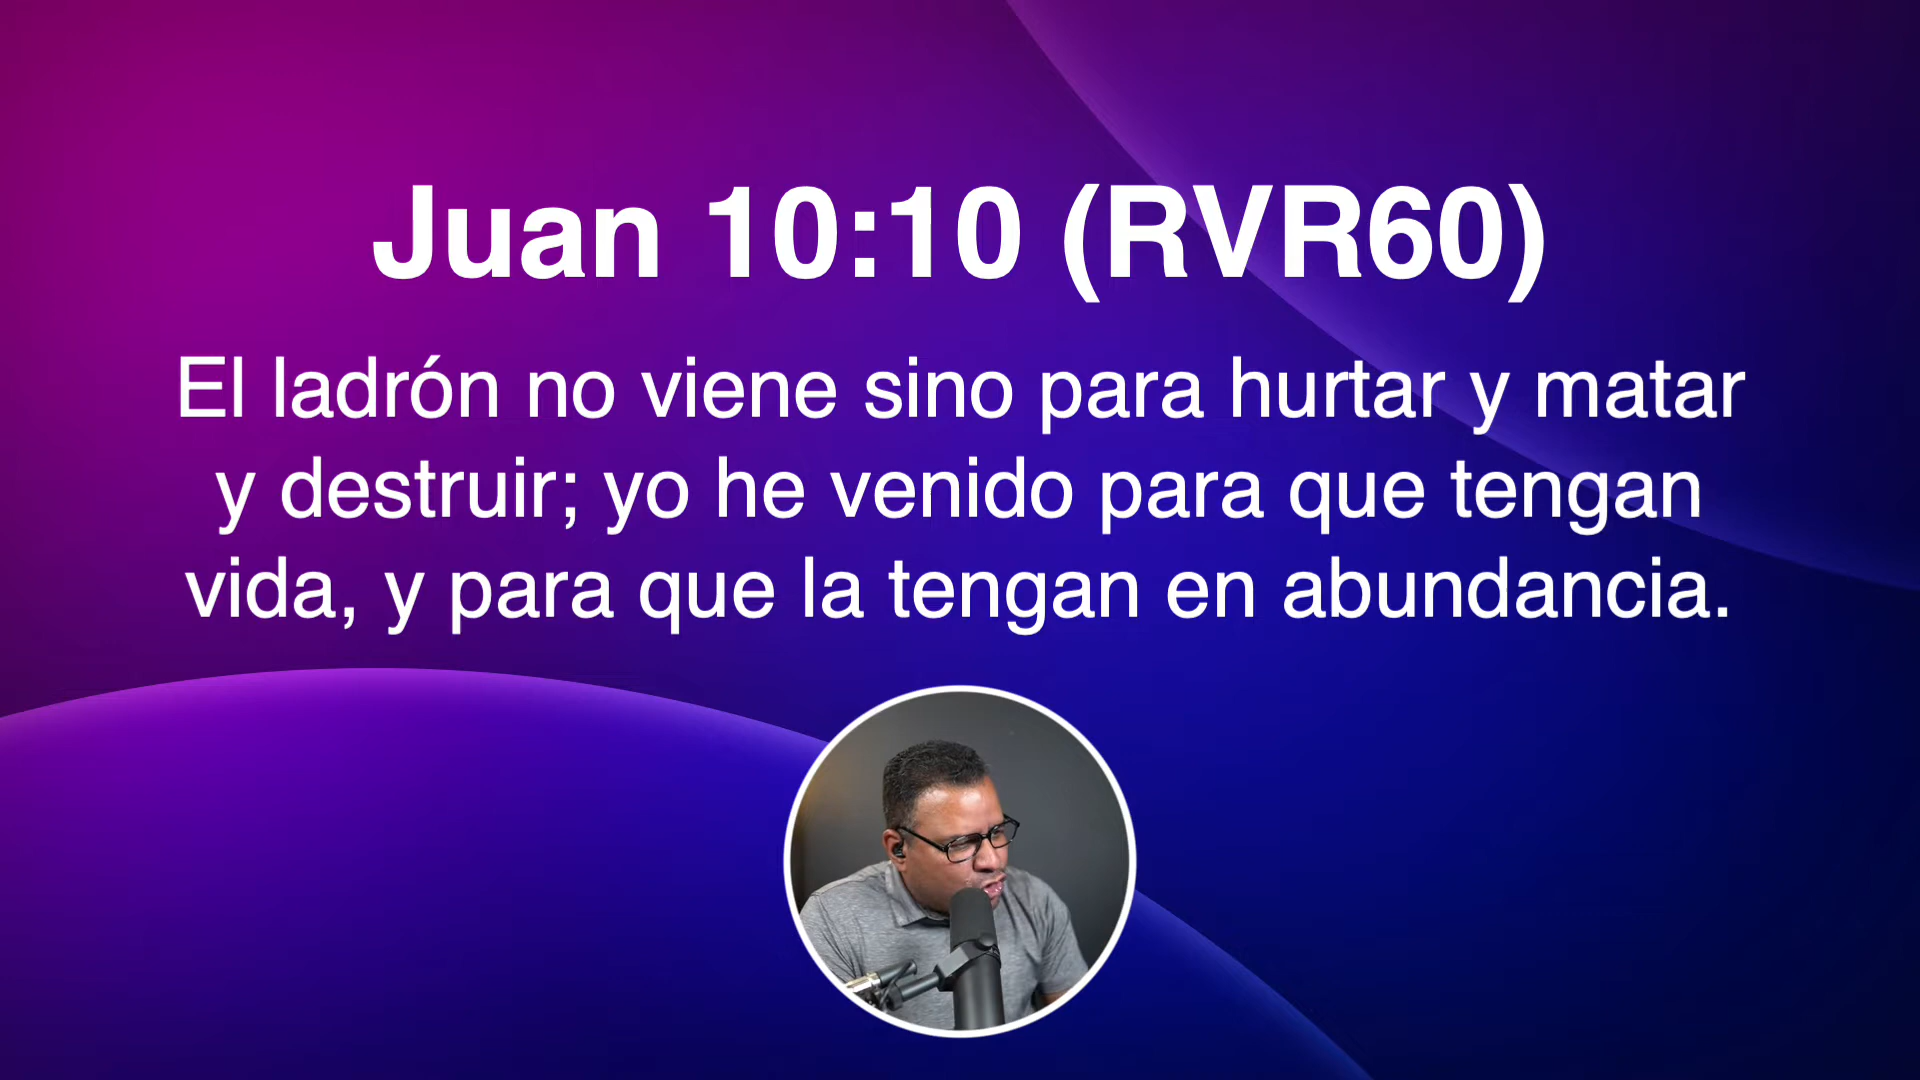 Juan 10:10 (RVR60)
El ladrón no viene sino para hurtar y matar
y destruir; yo he venido para que tengan
vida, y para que la tengan en abundancia.